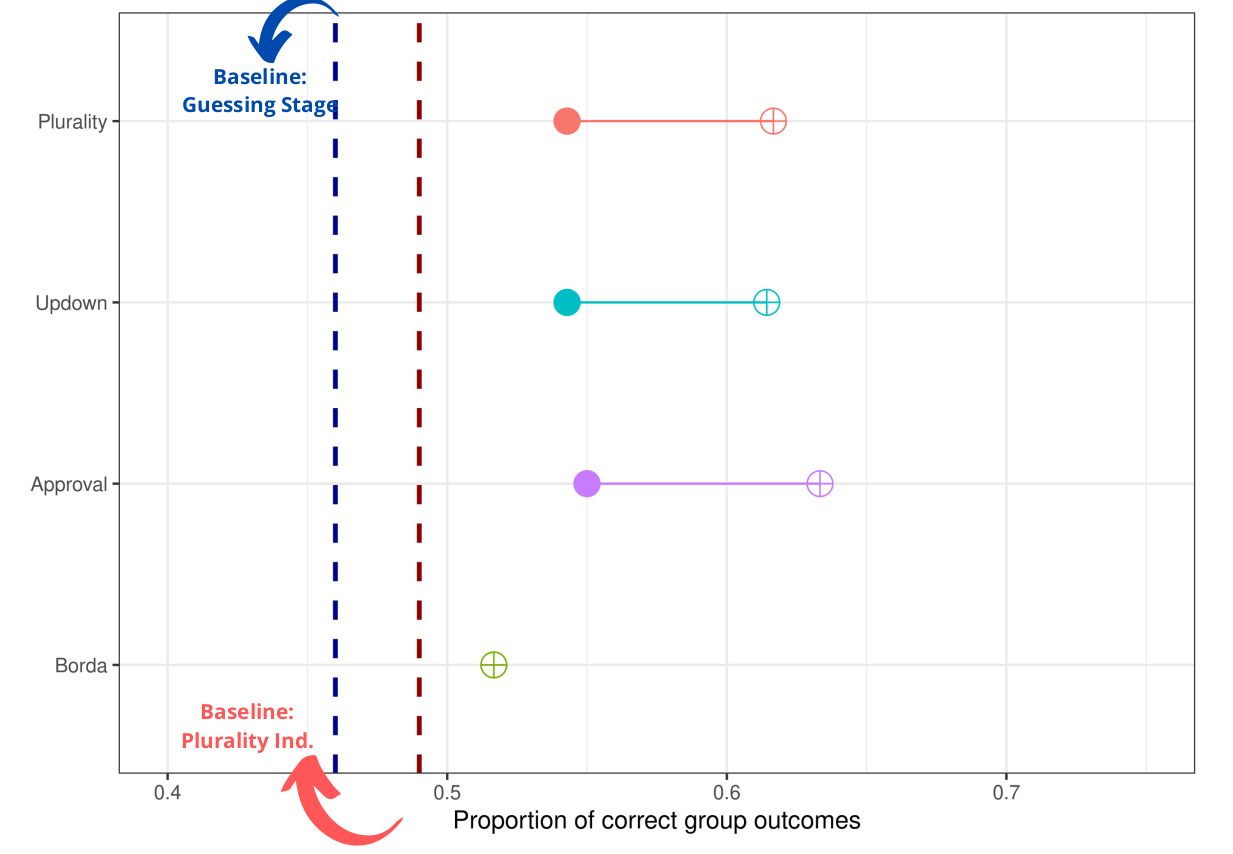 Baseline:
Guessing Stage
Plurality
Updown
Approval
Borda
Baseline:
Plurality Ind.
0.4
0.5
0.6
0.7
Proportion of correct group outcomes